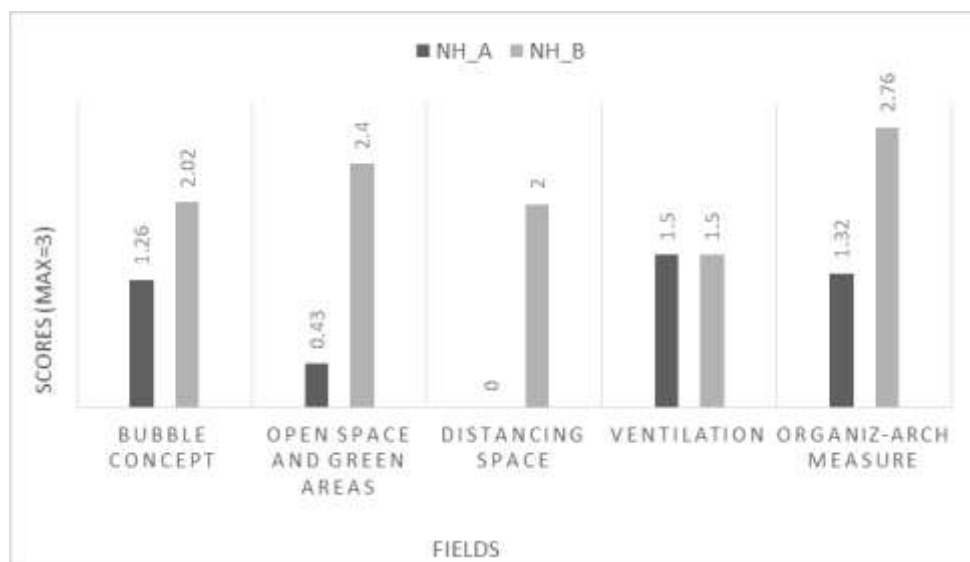 NH_A NH_B
SCORES (MAX=3)
1.26
2.02
0.43
2.4
0
2
1.5
1.5
1.32
2.76
BUBBLE
CONCEPT
OPEN SPACE
AND GREEN
AREAS
DISTANCING
SPACE
VENTILATION
ORGANIZ-ARCH
MEASURE
FIELDS